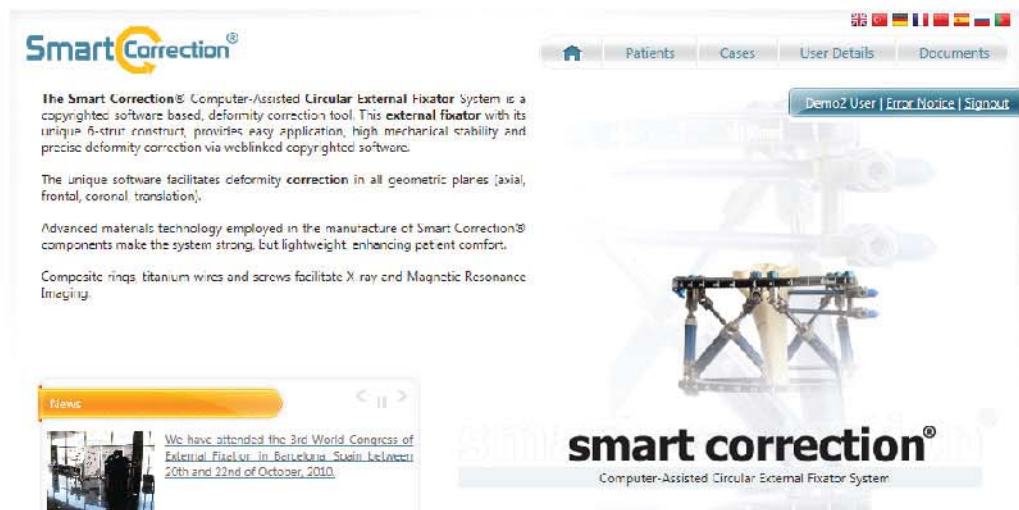 Smart Correction®
Patients Cases User Details Documents
Demo2 User | Error Notice | Signout
The Smart Correction® Computer-Assisted Circular External Fixator System is a
copyrighted software based, deformity correction tool. This external fixator with its
unique 6-strut construct, provides easy application, high mechanical stability and
precise deformity correction via weblinked copyrighted software.
The unique software facilitates deformity correction in all geometric planes (axial,
frontal, coronal, translation).
Advanced materials technology employed in the manufacture of Smart Correction®
components make the system strong, but lightweight, enhancing patient comfort.
Composite rings, titanium wires and screws facilitate X-ray and Magnetic Resonance
Imaging.
News
We have attended the 3rd World Congress of
External Fixation in Barcelona, Spain between
20th and 22nd of October, 2010.
smart correction®
Computer-Assisted Circular External Fixator System